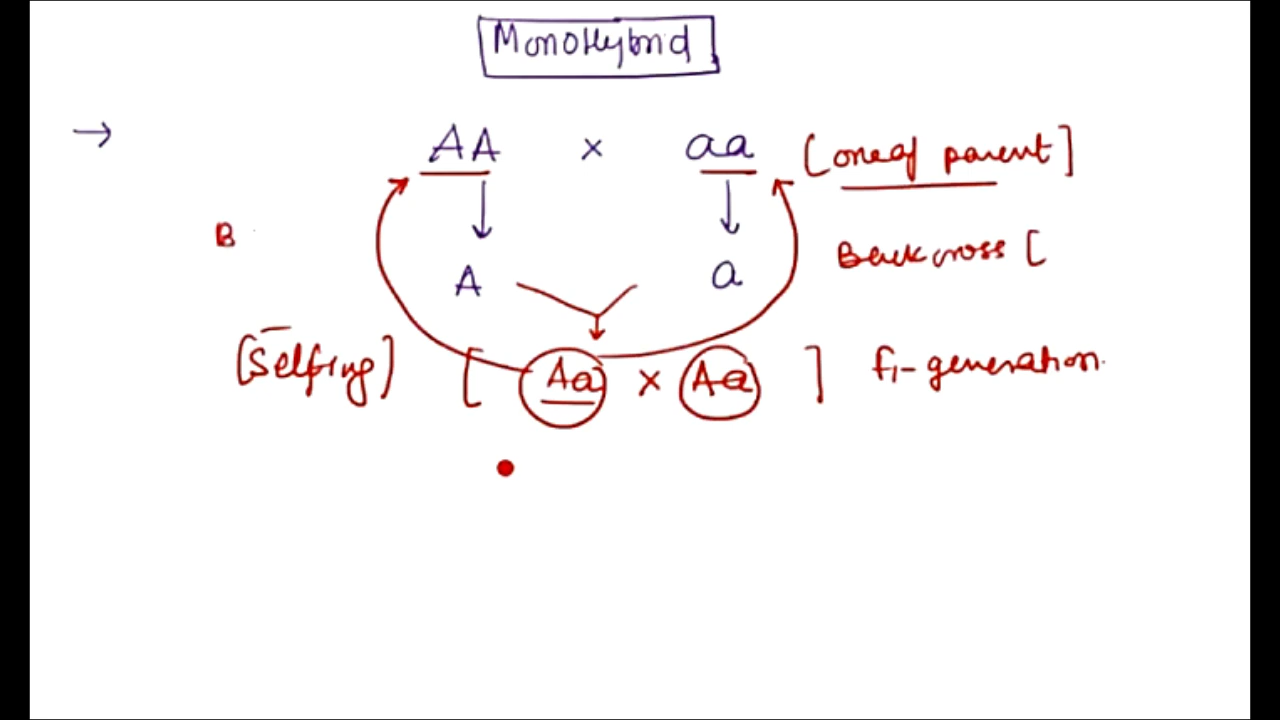 MonoHybrid
→ AA × aa [one of parent]
B
Backcross [
A a
[Selfing] [ Aa × Aa ] F1-generation.